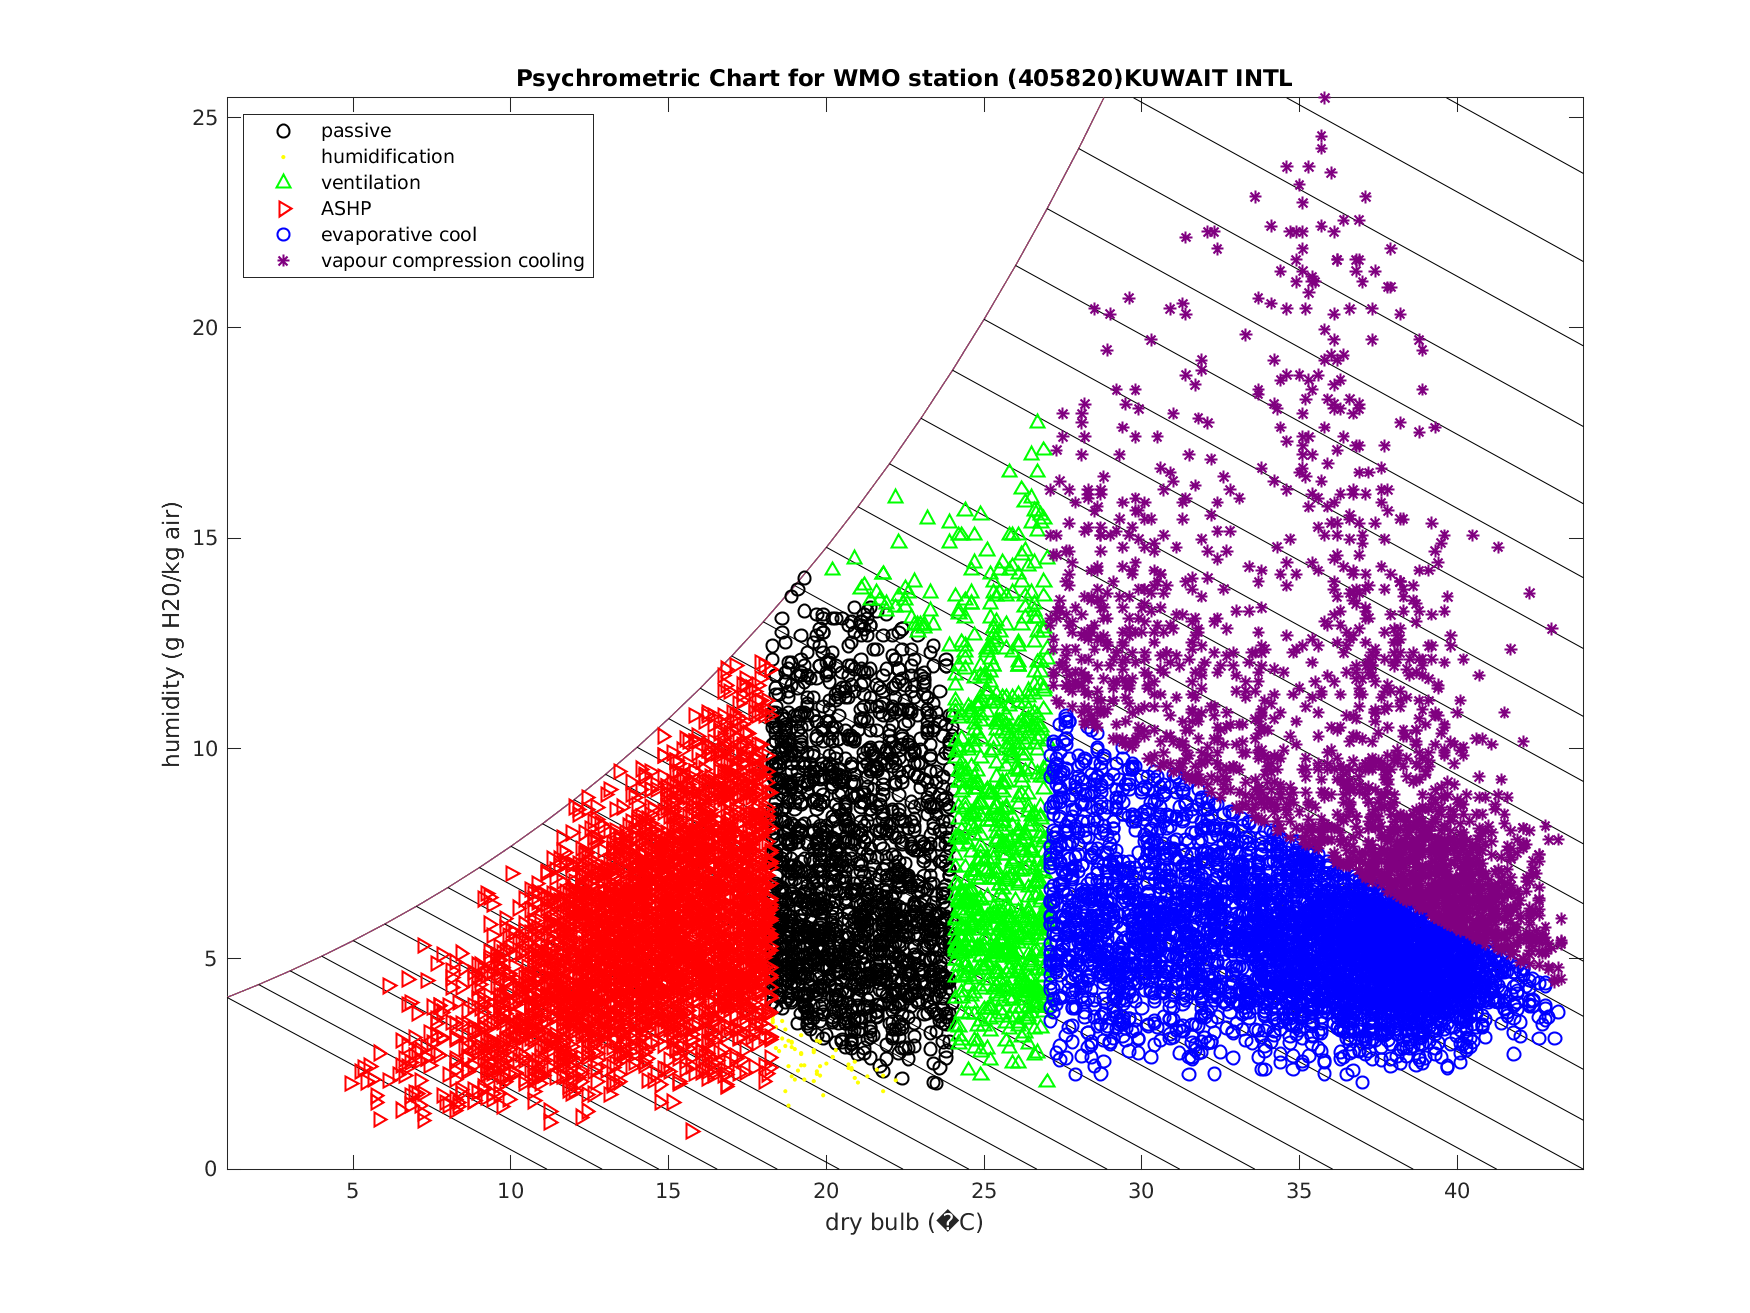 Psychrometric Chart for WMO station (405820)KUWAIT INTL
passive
humidification
ventilation
ASHP
evaporative cool
vapour compression cooling
25
20
15
10
5
0
humidity (g H20/kg air)
5 10 15 20 25 30 35 40
dry bulb (�C)